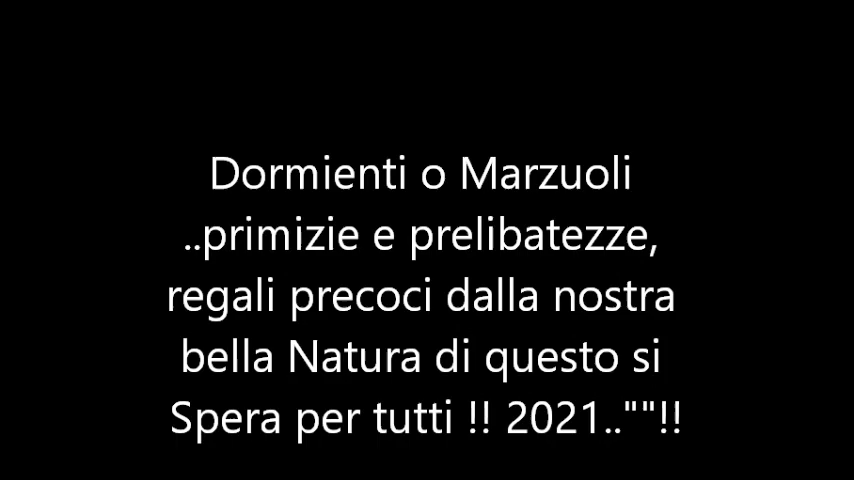 Dormienti o Marzuoli
..primizie e prelibatezze,
regali precoci dalla nostra
bella Natura di questo si
Spera per tutti !! 2021..""!!